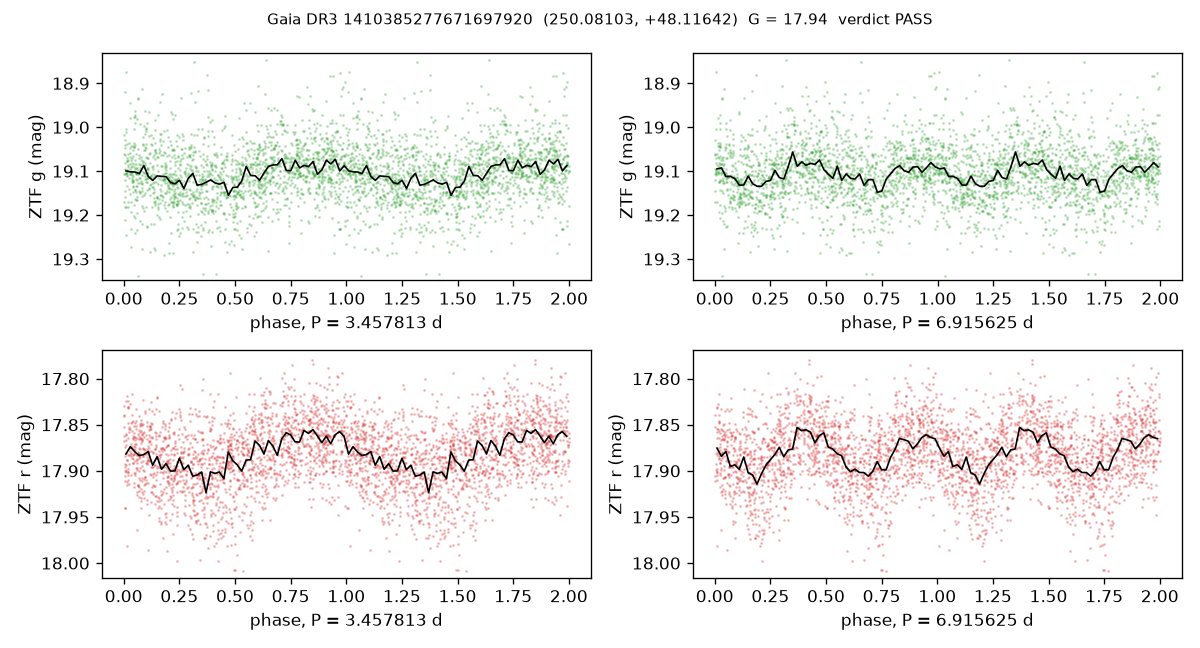 Gaia DR3 1410385277671697920 (250.08103, +48.11642) G = 17.94 verdict PASS
ZTF g (mag)
18.9
19.0
19.1
19.2
19.3
0.00 0.25 0.50 0.75 1.00 1.25 1.50 1.75 2.00
phase, P = 3.457813 d
ZTF g (mag)
18.9
19.0
19.1
19.2
19.3
0.00 0.25 0.50 0.75 1.00 1.25 1.50 1.75 2.00
phase, P = 6.915625 d
ZTF r (mag)
17.80
17.85
17.90
17.95
18.00
0.00 0.25 0.50 0.75 1.00 1.25 1.50 1.75 2.00
phase, P = 3.457813 d
ZTF r (mag)
17.80
17.85
17.90
17.95
18.00
0.00 0.25 0.50 0.75 1.00 1.25 1.50 1.75 2.00
phase, P = 6.915625 d